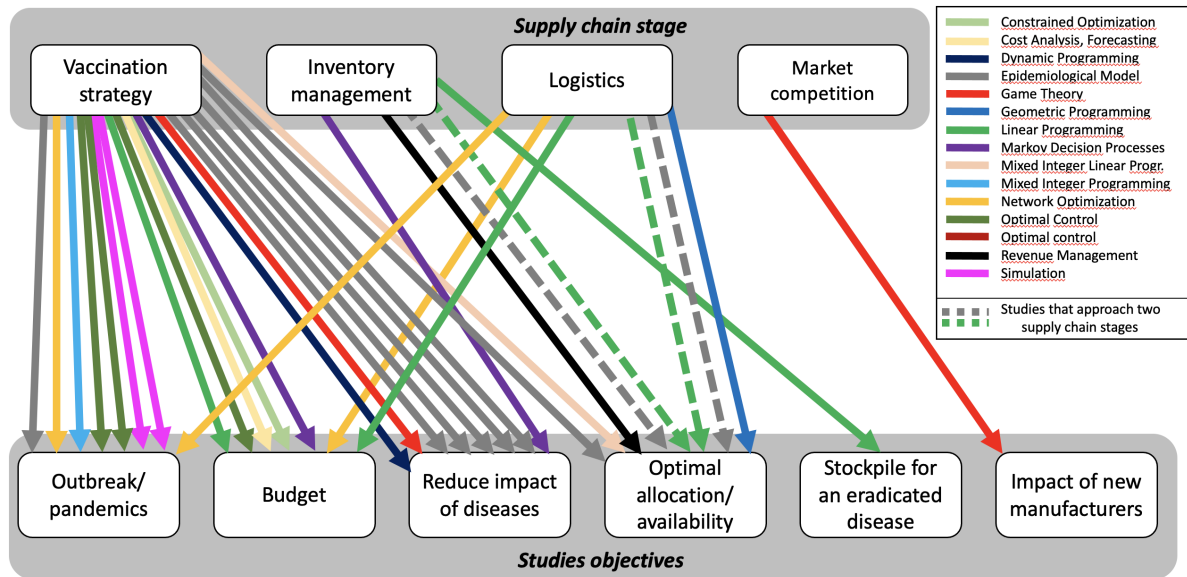 Supply chain stage
Vaccination
strategy
Inventory
management
Logistics
Market
competition
Constrained Optimization
Cost Analysis, Forecasting
Dynamic Programming
Epidemiological Model
Game Theory
Geometric Programming
Linear Programming
Markov Decision Processes
Mixed Integer Linear Progr.
Mixed Integer Programming
Network Optimization
Optimal Control
Optimal control
Revenue Management
Simulation
Studies that approach two
supply chain stages
Outbreak/
pandemics
Budget
Reduce impact
of diseases
Optimal
allocation/
availability
Stockpile for
an eradicated
disease
Impact of new
manufacturers
Studies objectives